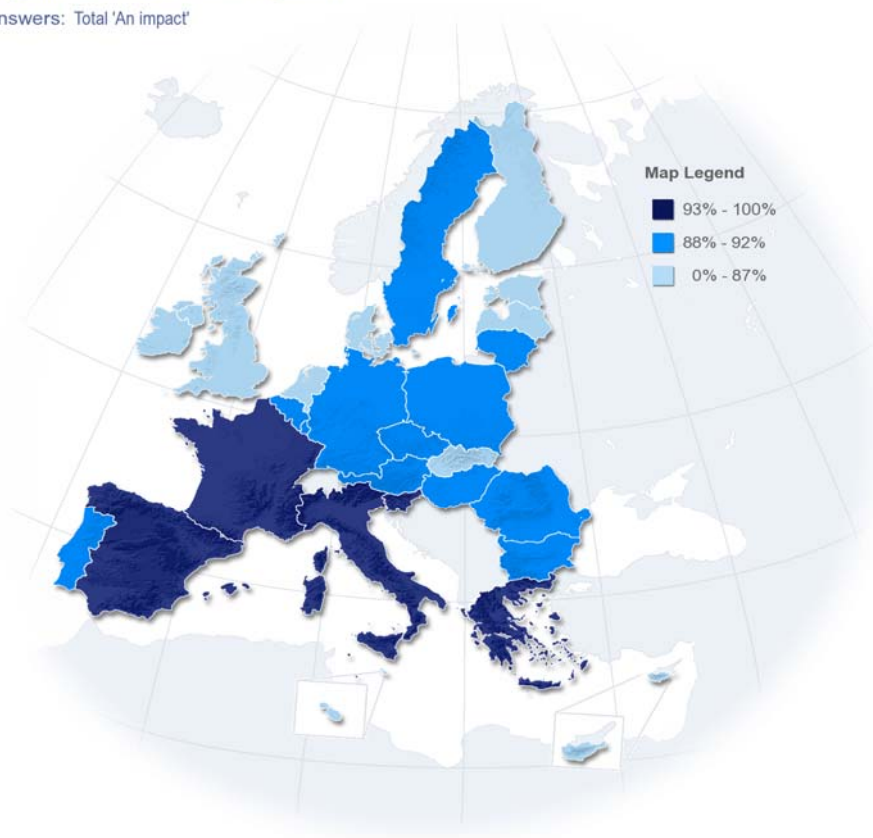 nswers: Total 'An impact'
Map Legend
93% - 100%
88% - 92%
0% - 87%